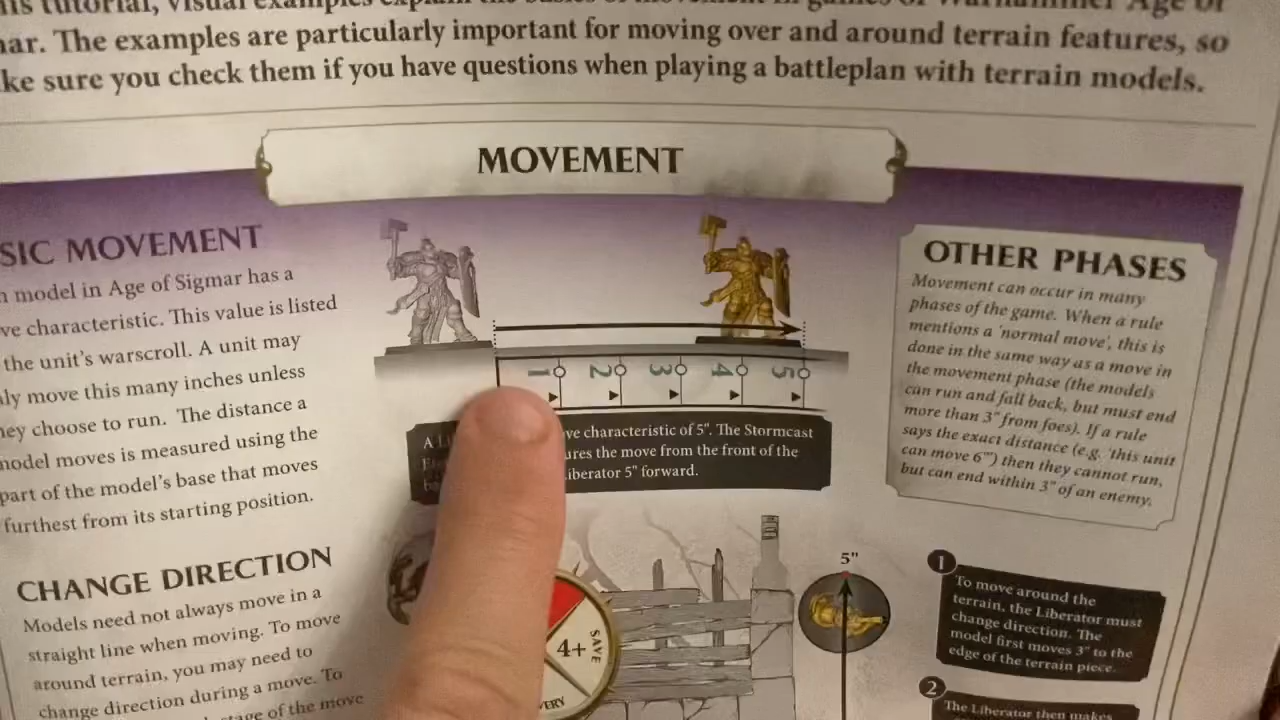 his tutorial, visual examples explain the basics of movement in games of Warhammer Age of
mar. The examples are particularly important for moving over and around terrain features, so
ke sure you check them if you have questions when playing a battleplan with terrain models.
MOVEMENT
SIC MOVEMENT
model in Age of Sigmar has a
ve characteristic. This value is listed
the unit's warscroll. A unit may
ly move this many inches unless
hey choose to run. The distance a
model moves is measured using the
part of the model's base that moves
furthest from its starting position.
CHANGE DIRECTION
Models need not always move in a
straight line when moving. To move
around terrain, you may need to
change direction during a move. To
stage of the move
1 2 3 4 5
A
ve characteristic of 5". The Stormcast
ures the move from the front of the
iberator 5" forward.
4+
SAVE
VERY
5"
OTHER PHASES
Movement can occur in many
phases of the game. When a rule
mentions a 'normal move', this is
done in the same way as a move in
the movement phase (the models
can run and fall back, but must end
more than 3" from foes). If a rule
says the exact distance (e.g. 'this unit
can move 6"') then they cannot run,
but can end within 3" of an enemy.
1
To move around the
terrain, the Liberator must
change direction. The
model first moves 3" to the
edge of the terrain piece.
2
The Liberator then makes